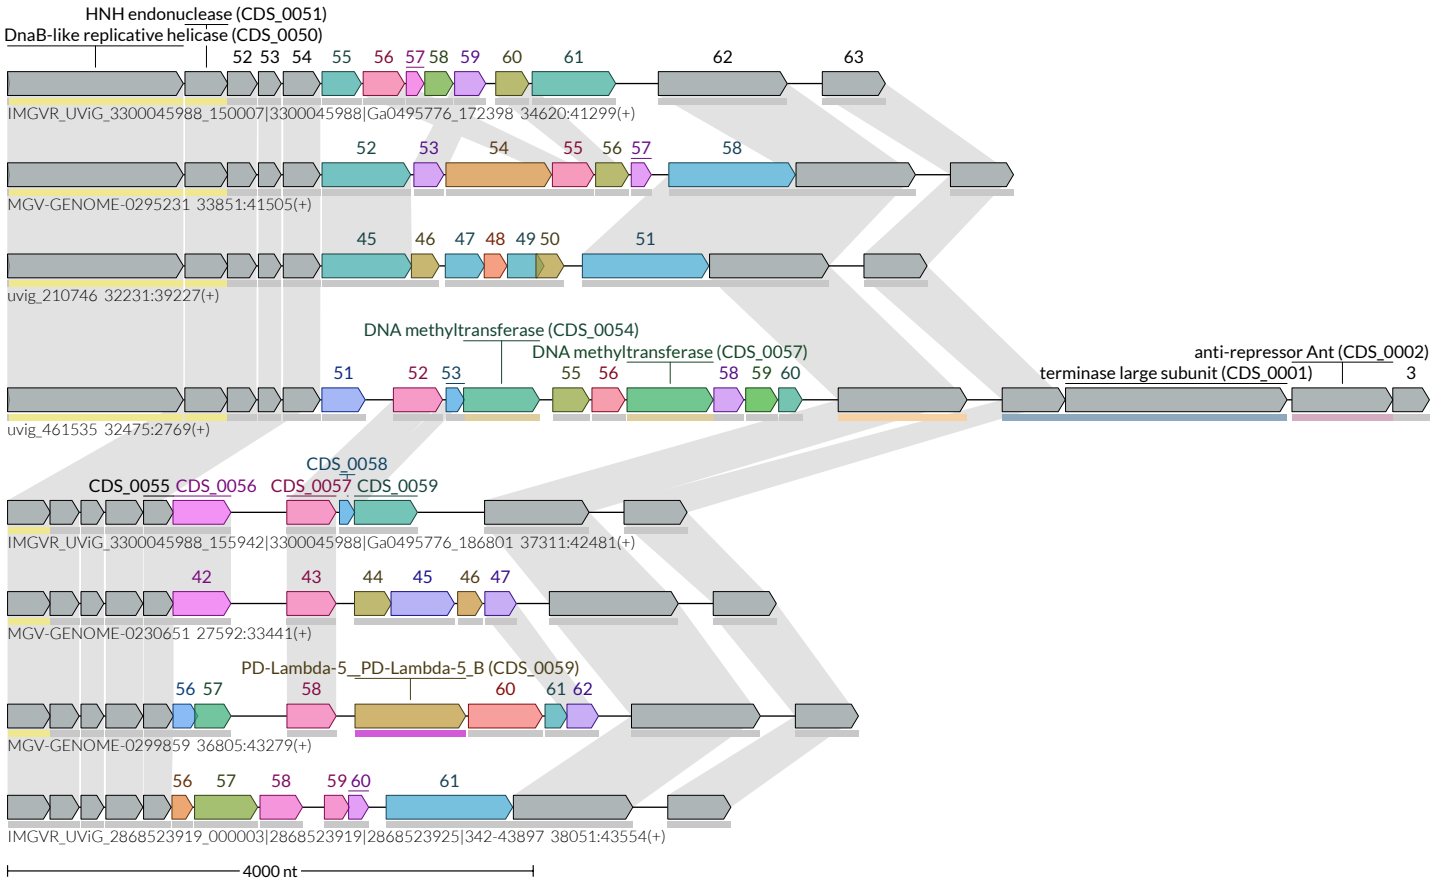 HNH endonuclease (CDS_0051)
DnaB-like replicative helicase (CDS_0050)
52 53 54 55 56 57 58 59 60 61 62 63
IMGVR_UViG_3300045988_150007|3300045988|Ga0495776_172398 34620:41299(+)
52 53 54 55 56 57 58
MGV-GENOME-0295231 33851:41505(+)
45 46 47 48 49 50 51
uvig_210746 32231:39227(+)
DNA methyltransferase (CDS_0054)
DNA methyltransferase (CDS_0057)
anti-repressor Ant (CDS_0002)
51 52 53 55 56 58 59 60 terminase large subunit (CDS_0001) 3
uvig_461535 32475:2769(+)
CDS_0058
CDS_0055 CDS_0056 CDS_0057 CDS_0059
IMGVR_UViG_3300045988_155942|3300045988|Ga0495776_186801 37311:42481(+)
42 43 44 45 46 47
MGV-GENOME-0230651 27592:33441(+)
PD-Lambda-5__PD-Lambda-5_B (CDS_0059)
56 57 58 60 61 62
MGV-GENOME-0299859 36805:43279(+)
56 57 58 59 60 61
IMGVR_UViG_2868523919_000003|2868523919|2868523925|342-43897 38051:43554(+)
4000 nt